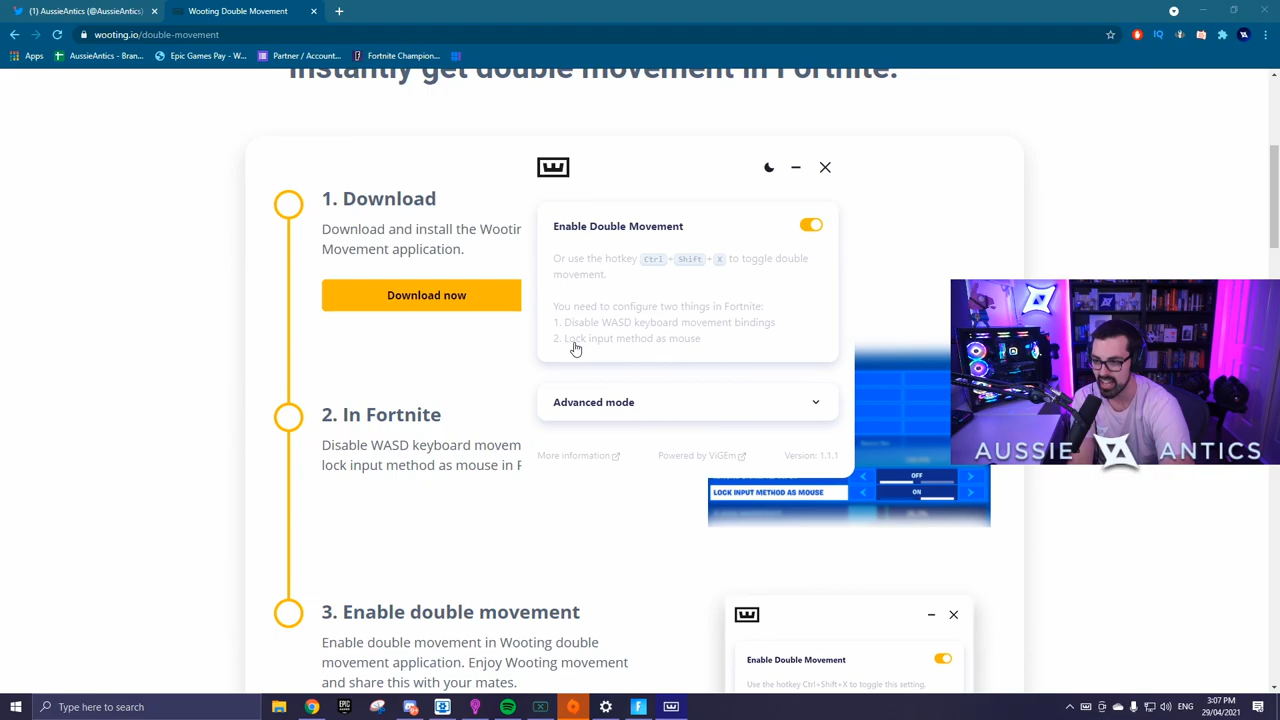 (1) AussieAntics (@AussieAntics)
Wooting Double Movement
wooting.io/double-movement
Apps
AussieAntics - Bran...
Epic Games Pay - W...
Partner / Account...
Fortnite Champion...
Instantly get double movement in Fortnite.
1. Download
Download and install the Wootin
Movement application.
Download now
2. In Fortnite
Disable WASD keyboard movem
lock input method as mouse in F
3. Enable double movement
Enable double movement in Wooting double
movement application. Enjoy Wooting movement
and share this with your mates.
Enable Double Movement
Or use the hotkey Ctrl+Shift+X to toggle double
movement.
You need to configure two things in Fortnite:
1. Disable WASD keyboard movement bindings
2. Lock input method as mouse
Advanced mode
More information
Powered by ViGEm
Version: 1.1.1
OFF
LOCK INPUT METHOD AS MOUSE
ON
Enable Double Movement
Use the hotkey Ctrl+Shift+X to toggle this setting.
AUSSIE ANTICS
Type here to search
EPIC
ENG
3:07 PM
29/04/2021